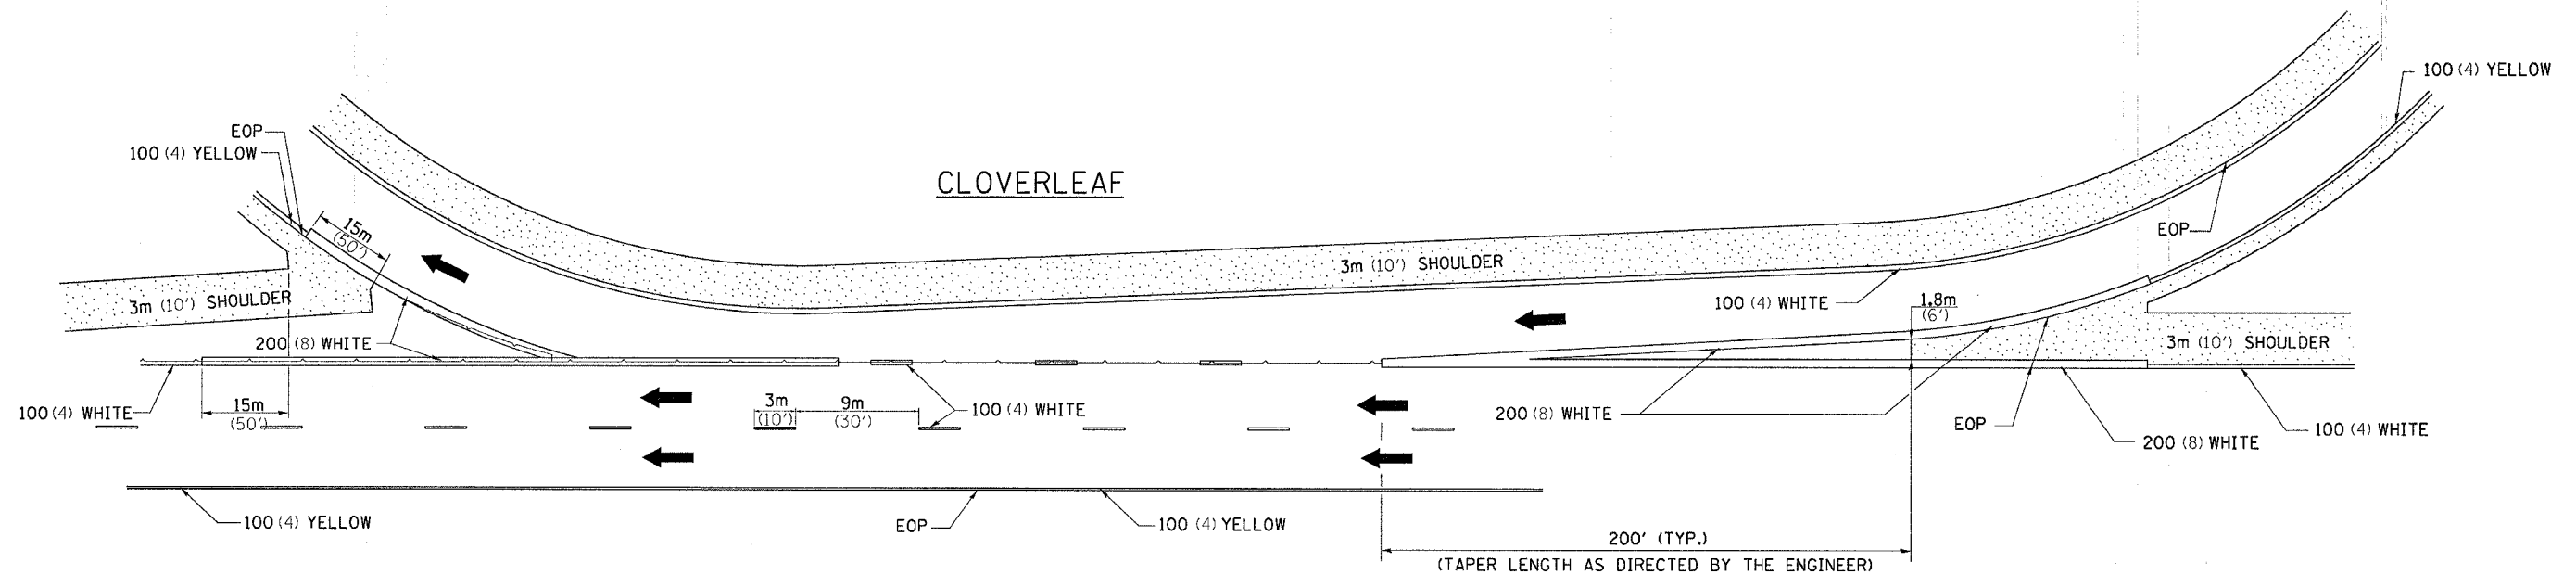 CLOVERLEAF
100 (4) YELLOW
EOP
100 (4) YELLOW
15m
(50')
3m (10') SHOULDER
EOP
3m (10') SHOULDER
100 (4) WHITE
1.8m
(6')
200 (8) WHITE
3m (10') SHOULDER
100 (4) WHITE
15m
(50')
3m
(10')
9m
(30')
100 (4) WHITE
200 (8) WHITE
EOP
200 (8) WHITE
100 (4) WHITE
100 (4) YELLOW
EOP
100 (4) YELLOW
200' (TYP.)
(TAPER LENGTH AS DIRECTED BY THE ENGINEER)